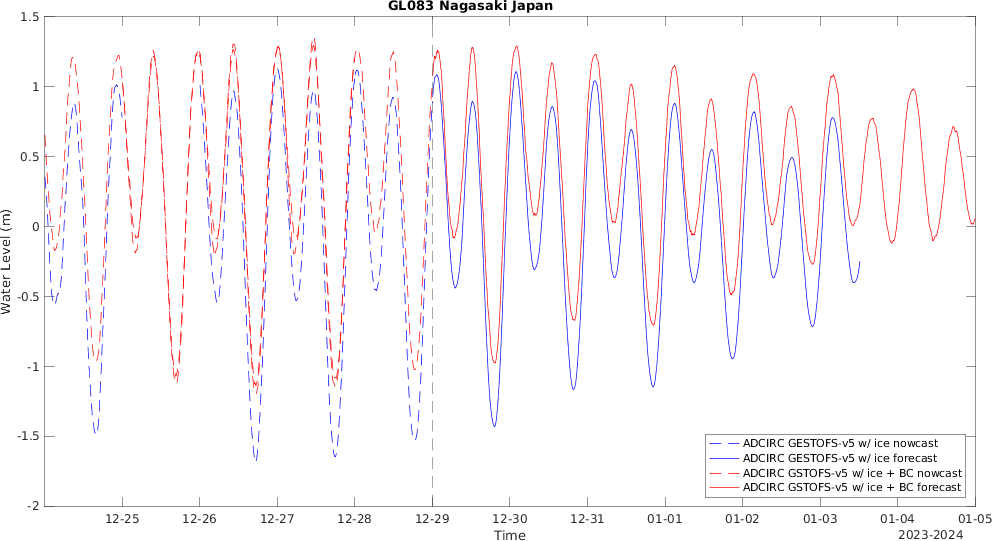 GL083 Nagasaki Japan
Water Level (m)
1.5
1
0.5
0
-0.5
-1
-1.5
-2
ADCIRC GESTOFS-v5 w/ ice nowcast
ADCIRC GESTOFS-v5 w/ ice forecast
ADCIRC GSTOFS-v5 w/ ice + BC nowcast
ADCIRC GSTOFS-v5 w/ ice + BC forecast
12-25 12-26 12-27 12-28 12-29 12-30 12-31 01-01 01-02 01-03 01-04 01-05
Time
2023-2024